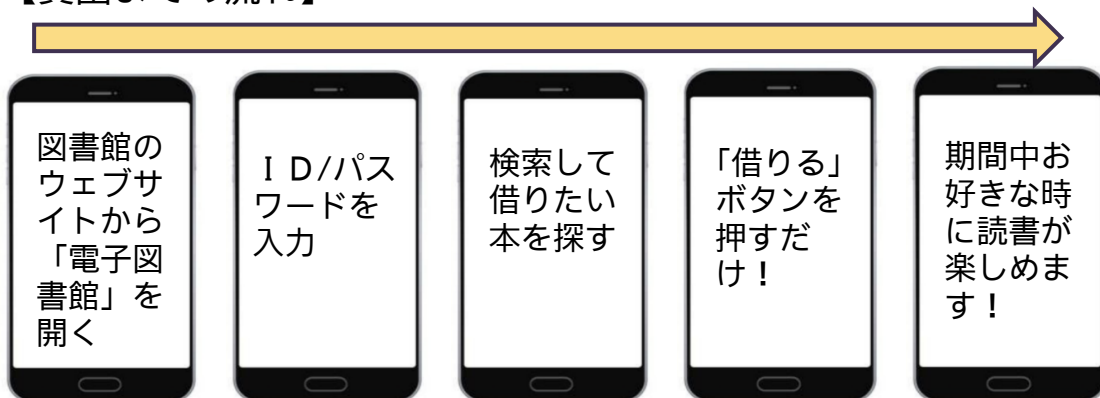 図書館の
ウェブサ
イトから
「電子図
書館」を
開く
ＩＤ/パス
ワードを
入力
検索して
借りたい
本を探す
「借りる」
ボタンを
押すだ
け！
期間中お
好きな時
に読書が
楽しめま
す！